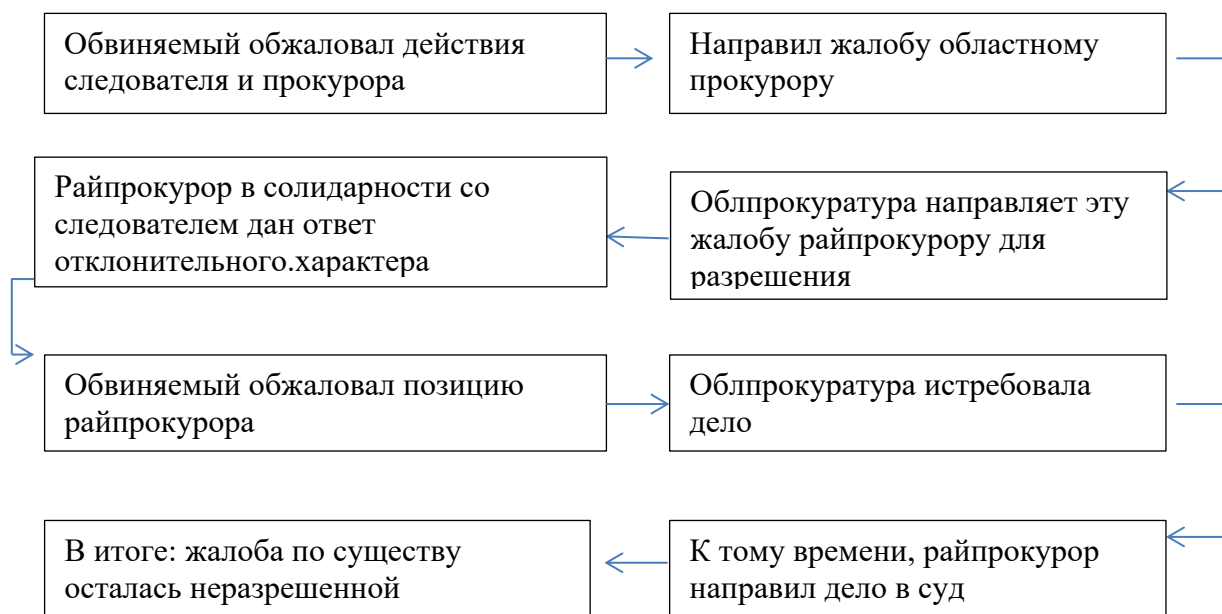 Обвиняемый обжаловал действия
следователя и прокурора
Направил жалобу областному
прокурору
Облпрокуратура направляет эту
жалобу райпрокурору для
разрешения
Райпрокурор в солидарности со
следователем дан ответ
отклонительного.характера
Обвиняемый обжаловал позицию
райпрокурора
Облпрокуратура истребовала
дело
К тому времени, райпрокурор
направил дело в суд
В итоге: жалоба по существу
осталась неразрешенной